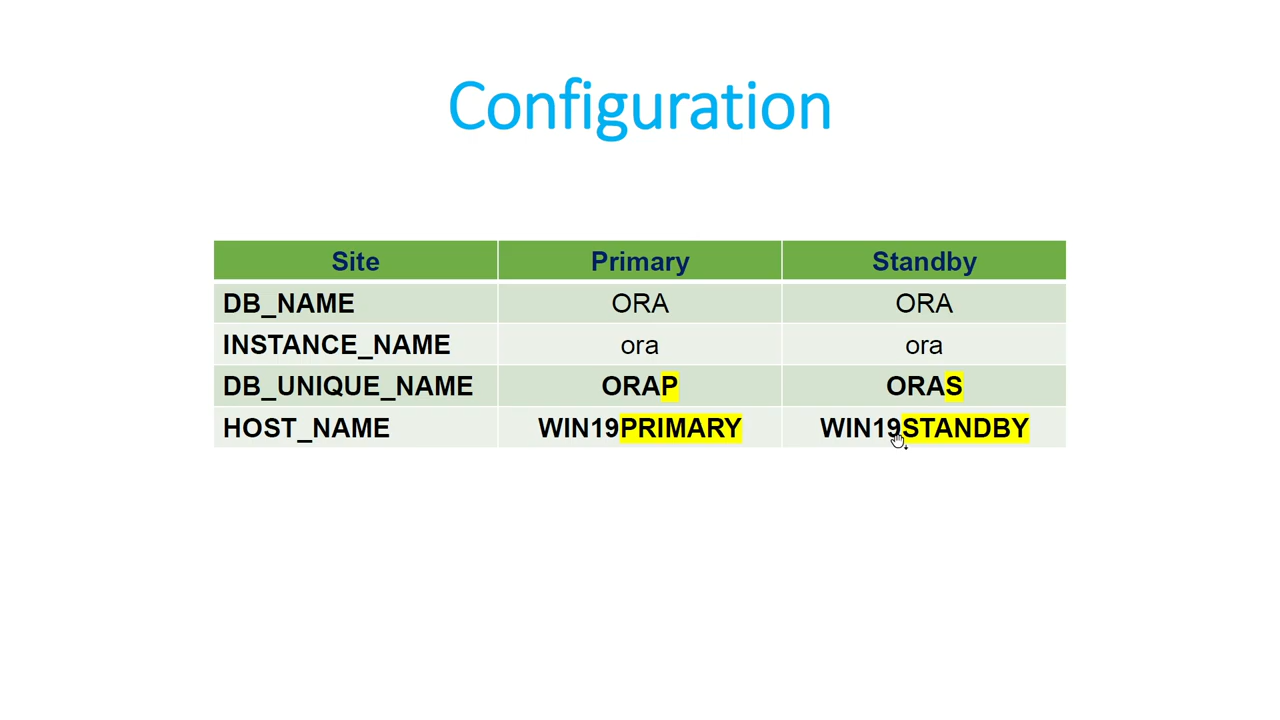 Configuration
Site Primary Standby
DB_NAME ORA ORA
INSTANCE_NAME ora ora
DB_UNIQUE_NAME ORAP ORAS
HOST_NAME WIN19PRIMARY WIN19STANDBY